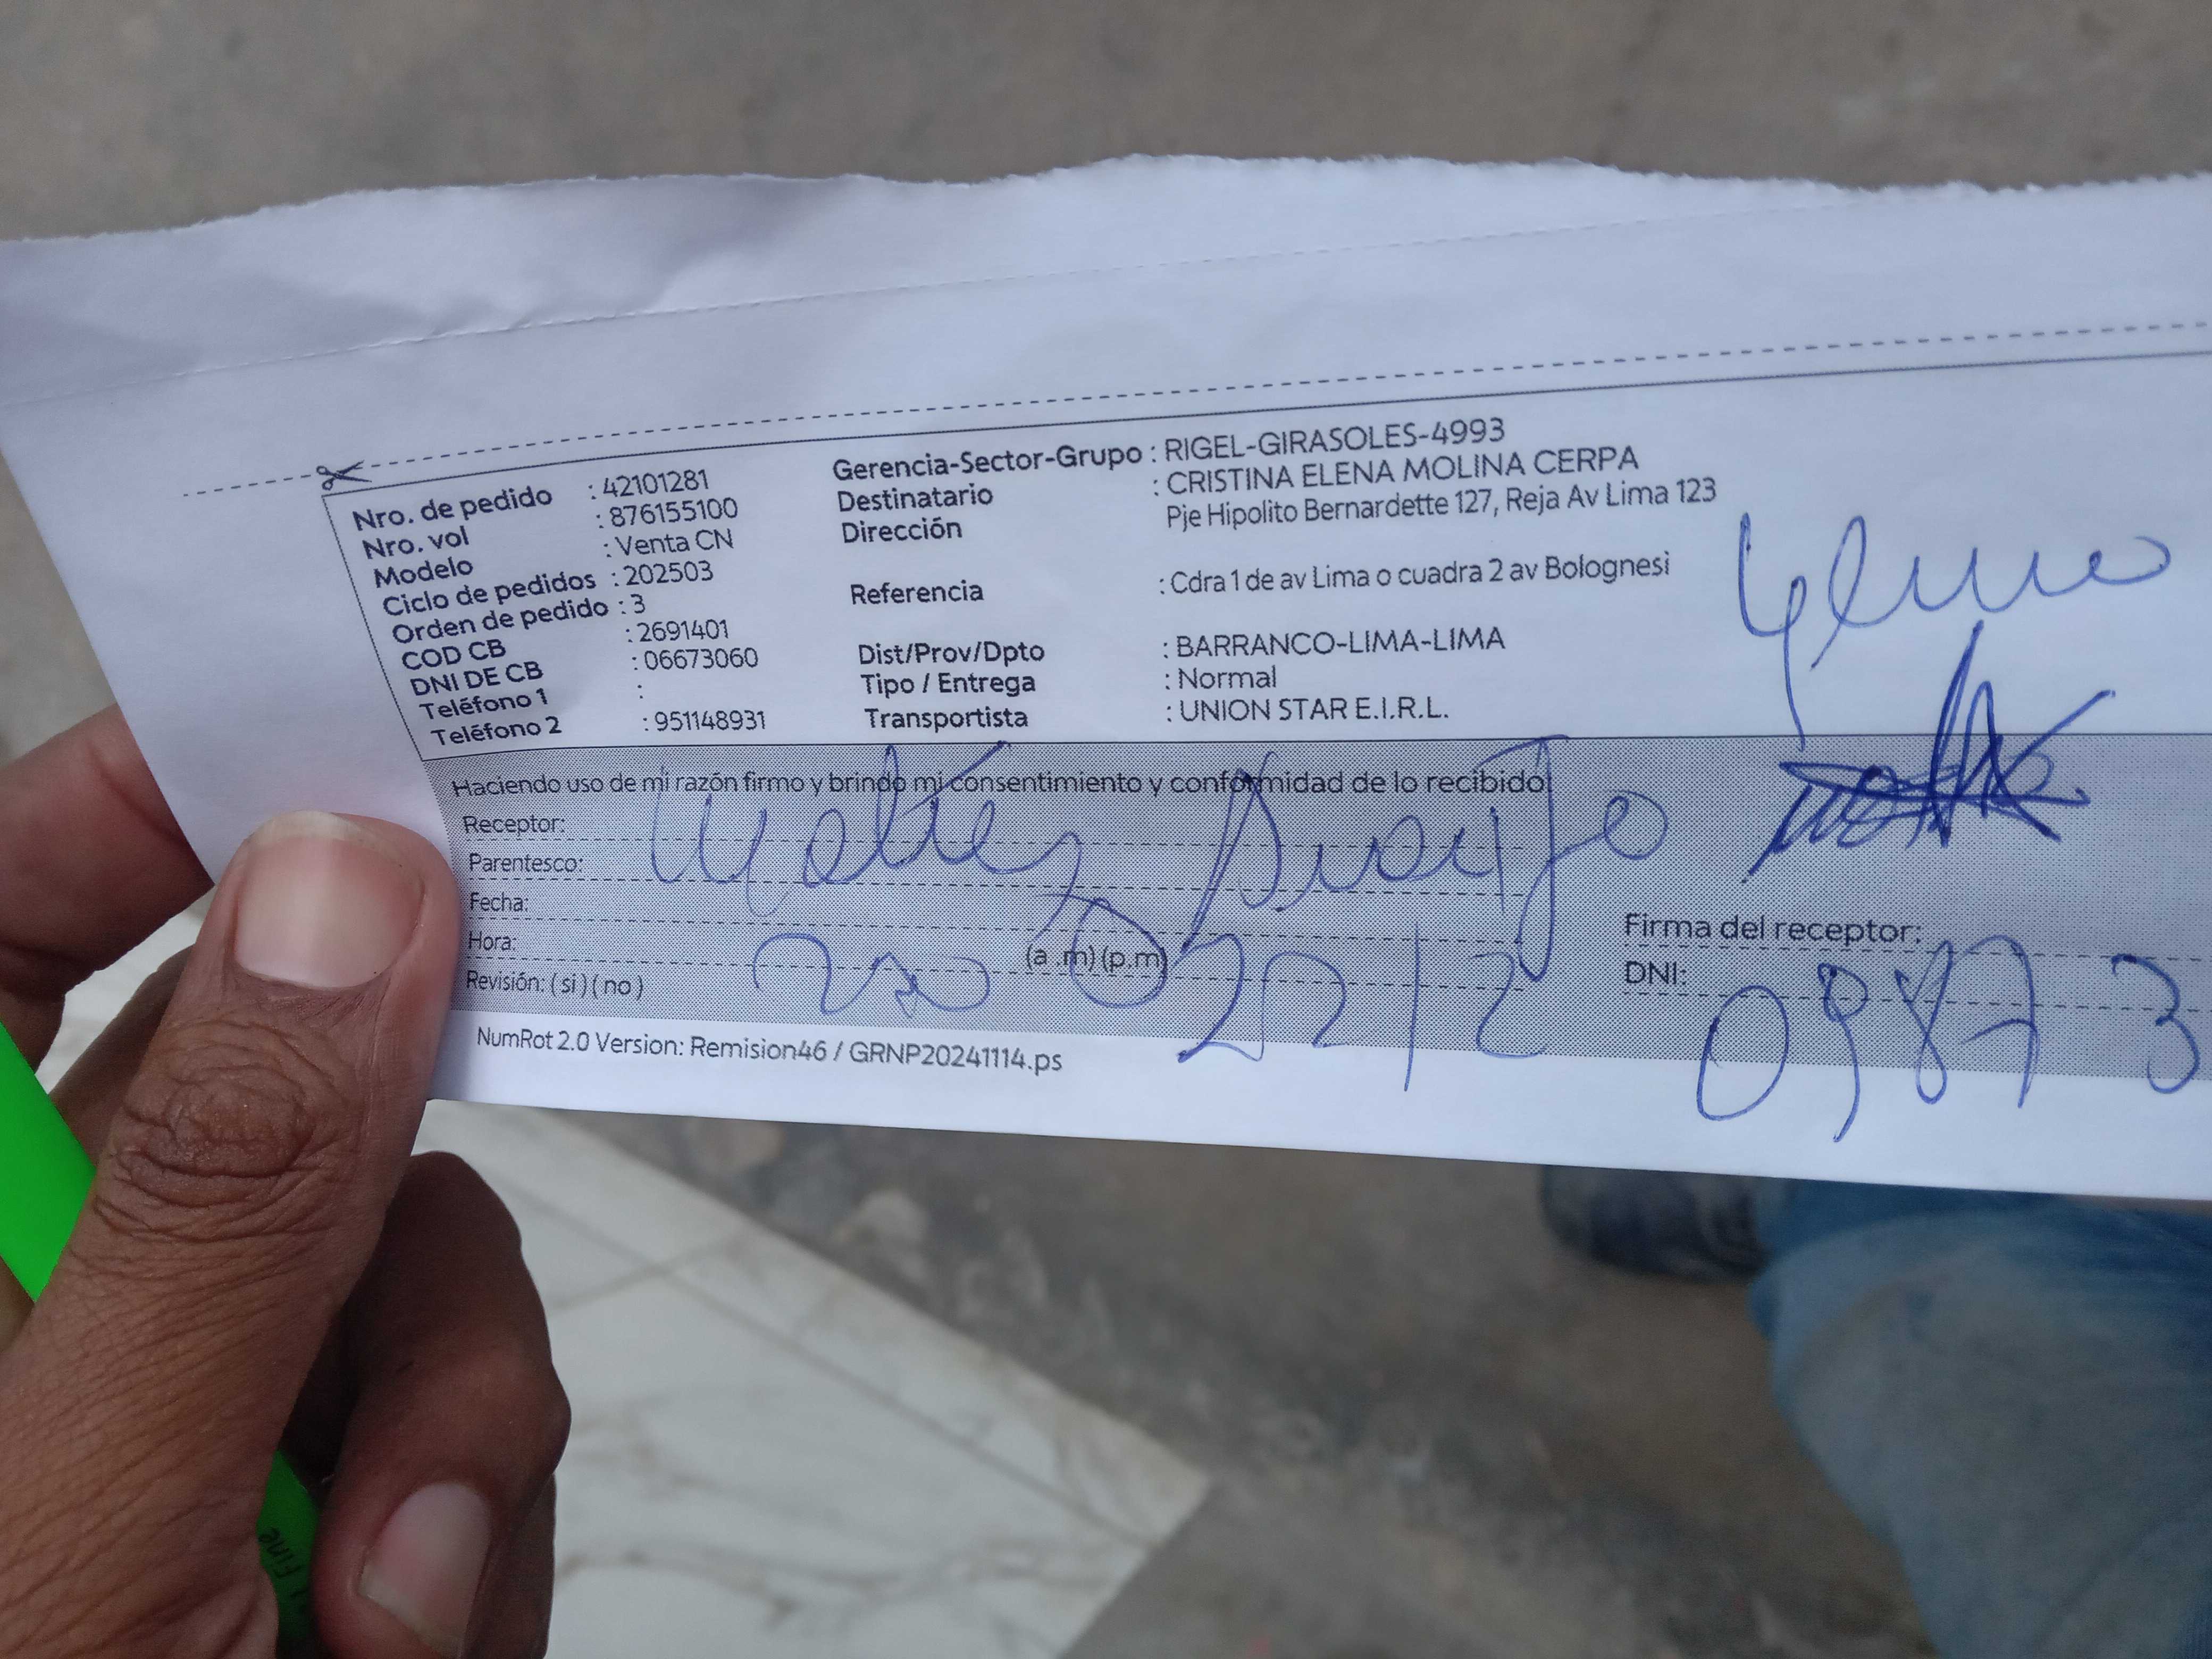 Nro. de pedido : 42101281
Nro. vol : 876155100
Modelo : Venta CN
Ciclo de pedidos : 202503
Orden de pedido : 3
COD CB : 2691401
DNI DE CB : 06673060
Teléfono 1 :
Teléfono 2 : 951148931
Gerencia-Sector-Grupo : RIGEL-GIRASOLES-4993
Destinatario : CRISTINA ELENA MOLINA CERPA
Dirección Pje Hipolito Bernardette 127, Reja Av Lima 123
Referencia : Cdra 1 de av Lima o cuadra 2 av Bolognesi
Dist/Prov/Dpto : BARRANCO-LIMA-LIMA
Tipo / Entrega : Normal
Transportista : UNION STAR E.I.R.L.
Yerno
Haciendo uso de mi razón firmo y brindo mi consentimiento y conformidad de lo recibido
Receptor: Walter Araujo
Parentesco:
Fecha:
Hora: (a.m) (p.m)
Revisión: ( si ) ( no )
Firma del receptor:
DNI: 09873
NumRot 2.0 Version: Remision46 / GRNP20241114.ps
Fine